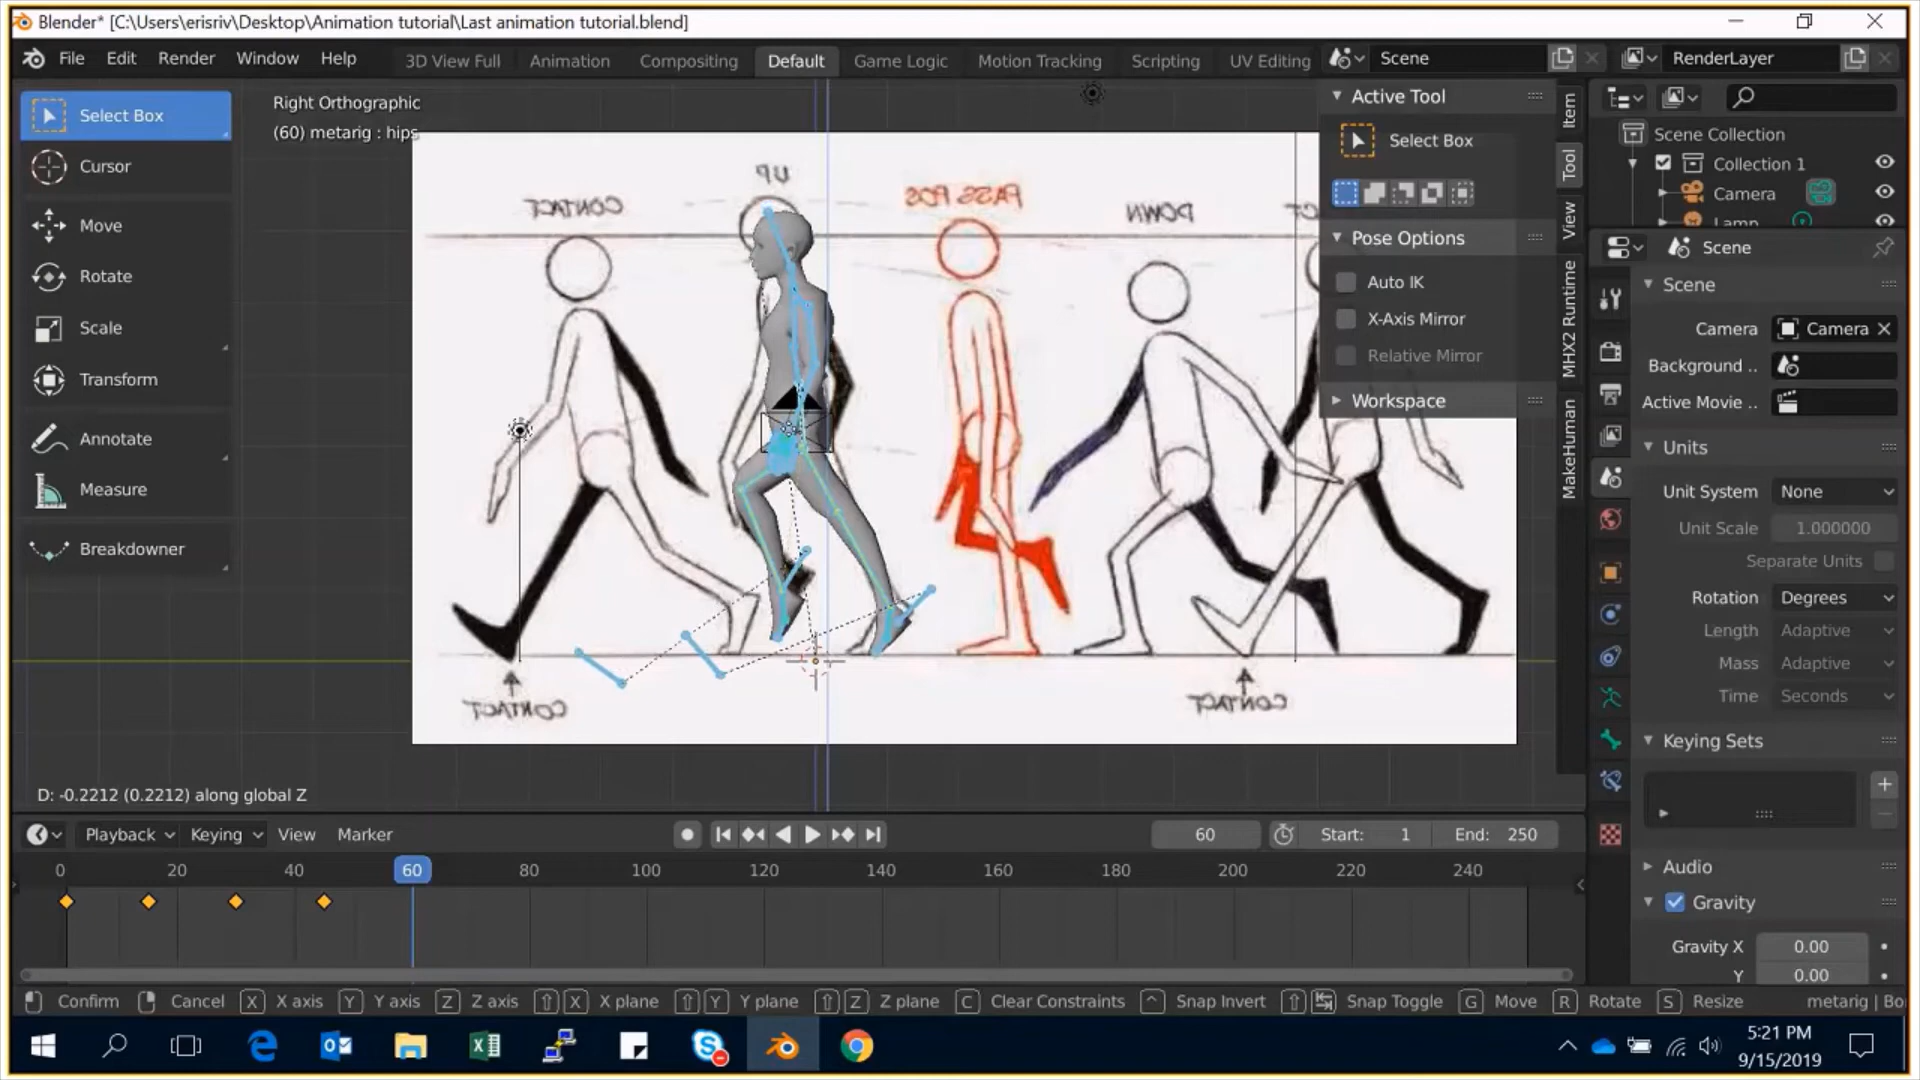 Blender* [C:\Users\erisriv\Desktop\Animation tutorial\Last animation tutorial.blend]
File Edit Render Window Help
3D View Full Animation Compositing Default Game Logic Motion Tracking Scripting UV Editing
Scene
RenderLayer
Select Box
Cursor
Move
Rotate
Scale
Transform
Annotate
Measure
Breakdowner
Right Orthographic
(60) metarig : hips
CONTACT
UP
PASS POS
DOWN
CONTACT
CONTACT
D: -0.2212 (0.2212) along global Z
Active Tool
Select Box
Pose Options
Auto IK
X-Axis Mirror
Relative Mirror
Workspace
Item
Tool
View
MHX2 Runtime
MakeHuman
Scene Collection
Collection 1
Camera
Lamp
Scene
Scene
Camera Camera
Background ..
Active Movie ..
Units
Unit System None
Unit Scale 1.000000
Separate Units
Rotation Degrees
Length Adaptive
Mass Adaptive
Time Seconds
Keying Sets
Audio
Gravity
Gravity X 0.00
Y 0.00
Playback Keying View Marker
60 Start: 1 End: 250
0 20 40 60 80 100 120 140 160 180 200 220 240
Confirm Cancel X X axis Y Y axis Z Z axis X X plane Y Y plane Z Z plane C Clear Constraints ^ Snap Invert Snap Toggle G Move R Rotate S Resize metarig | Bo
5:21 PM
9/15/2019